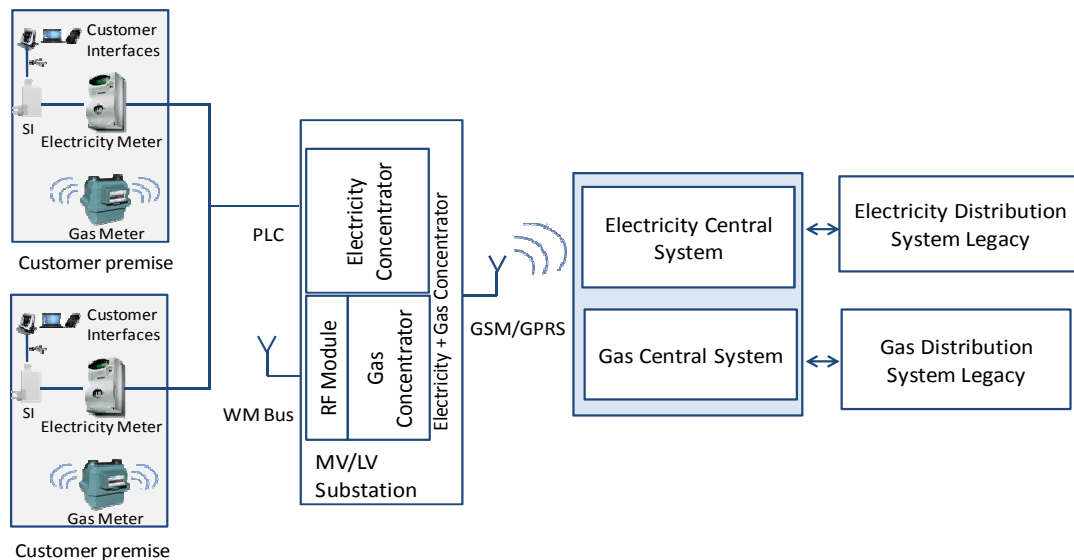 Customer
Interfaces
SI
Electricity Meter
Gas Meter
Customer premise
Customer
Interfaces
SI
Electricity Meter
Gas Meter
Customer premise
PLC
WM Bus
Electricity
Concentrator
RF Module
Gas
Concentrator
Electricity + Gas Concentrator
MV/LV
Substation
GSM/GPRS
Electricity Central
System
Gas Central System
Electricity Distribution
System Legacy
Gas Distribution
System Legacy